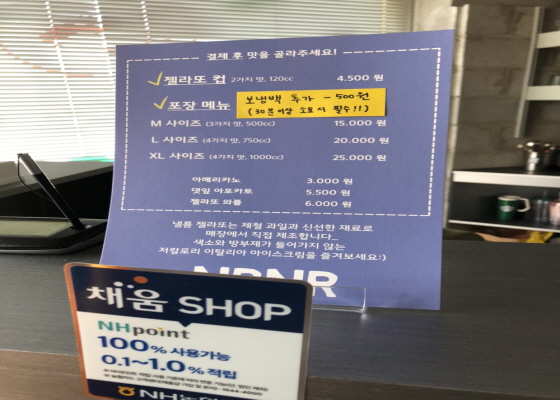 결제 후 맛을 골라주세요!
젤라또 컵 2가지 맛, 120cc 4.500 원
포장 메뉴
보냉백 추가 - 500원
(30분이상 소요시 필수!!)
M 사이즈 (3가지 맛, 500cc) 15.000 원
L 사이즈 (4가지 맛, 750cc) 20.000 원
XL 사이즈 (4가지 맛, 1000cc) 25.000 원
아메리카노 3.000 원
댓잎 아포카토 5.500 원
젤라또 와플 6.000 원
넬름 젤라또는 제철 과일과 신선한 재료로
매장에서 직접 제조합니다.
색소와 방부제가 들어가지 않는
저칼로리 이탈리아 아이스크림을 즐겨보세요:)
채움 SHOP
NHpoint
100% 사용가능
0.1~1.0% 적립
NH